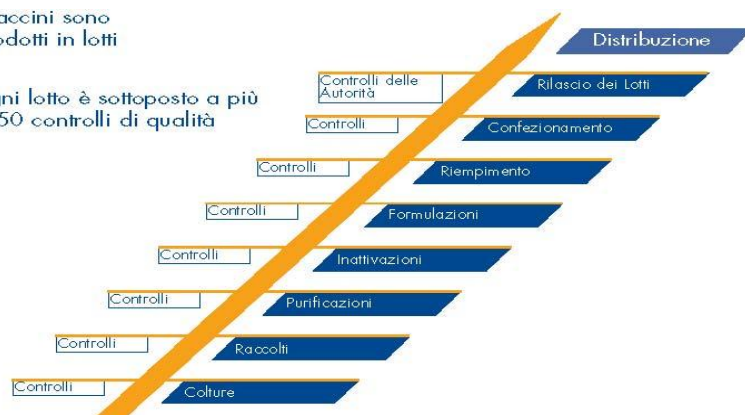 accini sono
odotti in lotti
gni lotto è sottoposto a più
50 controlli di qualità
Distribuzione
Controlli delle
Autorità
Rilascio dei Lotti
Controlli
Confezionamento
Controlli
Riempimento
Controlli
Formulazioni
Controlli
Inattivazioni
Controlli
Purificazioni
Controlli
Raccolti
Controlli
Colture